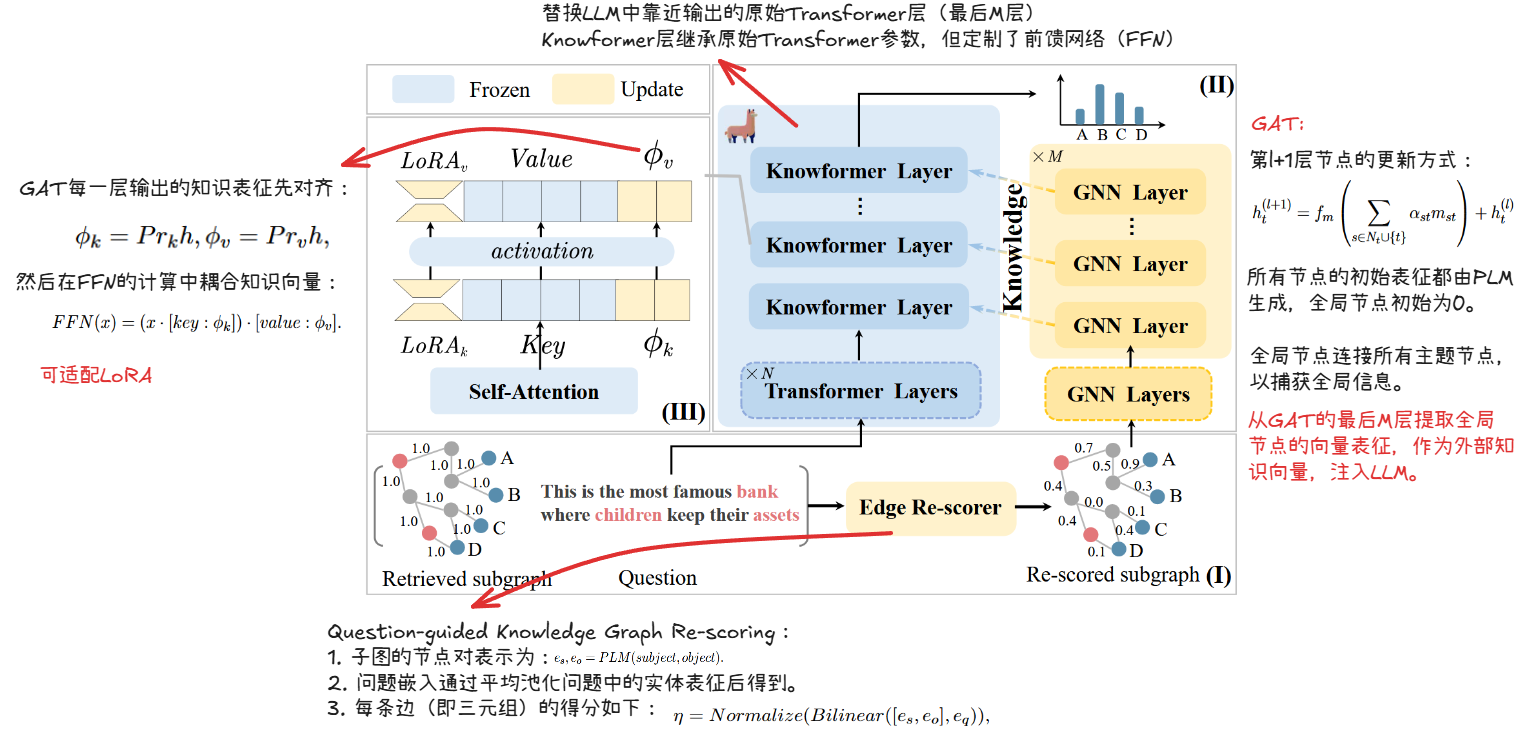 替换LLM中靠近输出的原始Transformer层（最后M层）
Knowformer层继承原始Transformer参数，但定制了前馈网络（FFN）
Frozen
Update
LoRA_v
Value
ϕ_v
activation
LoRA_k
Key
ϕ_k
Self-Attention
(III)
GAT每一层输出的知识表征先对齐：
ϕ_k = Pr_k h, ϕ_v = Pr_v h,
然后在FFN的计算中耦合知识向量：
FFN(x) = (x · [key : ϕ_k]) · [value : ϕ_v].
可适配LoRA
(II)
A B C D
Knowformer Layer
⋮
Knowformer Layer
Knowformer Layer
×N
Transformer Layers
Knowledge
×M
GNN Layer
⋮
GNN Layer
GNN Layer
GNN Layers
GAT:
第l+1层节点的更新方式：
h_t^{(l+1)} = f_m ( ∑_{s∈N_t∪{t}} α_{st} m_{st} ) + h_t^{(l)}
所有节点的初始表征都由PLM
生成，全局节点初始为0。
全局节点连接所有主题节点，
以捕获全局信息。
从GAT的最后M层提取全局
节点的向量表征，作为外部知
识向量，注入LLM。
1.0
1.0
1.0
A
1.0
1.0
B
1.0
1.0
1.0
C
1.0
1.0
D
Retrieved subgraph
This is the most famous bank
where children keep their assets
Question
Edge Re-scorer
0.7
0.5
0.9
A
0.4
0.3
B
0.0
0.1
0.4
0.4
C
0.1
D
Re-scored subgraph
(I)
Question-guided Knowledge Graph Re-scoring：
1. 子图的节点对表示为：e_s, e_o = PLM(subject, object).
2. 问题嵌入通过平均池化问题中的实体表征后得到。
3. 每条边（即三元组）的得分如下： η = Normalize(Bilinear([e_s, e_o], e_q)),